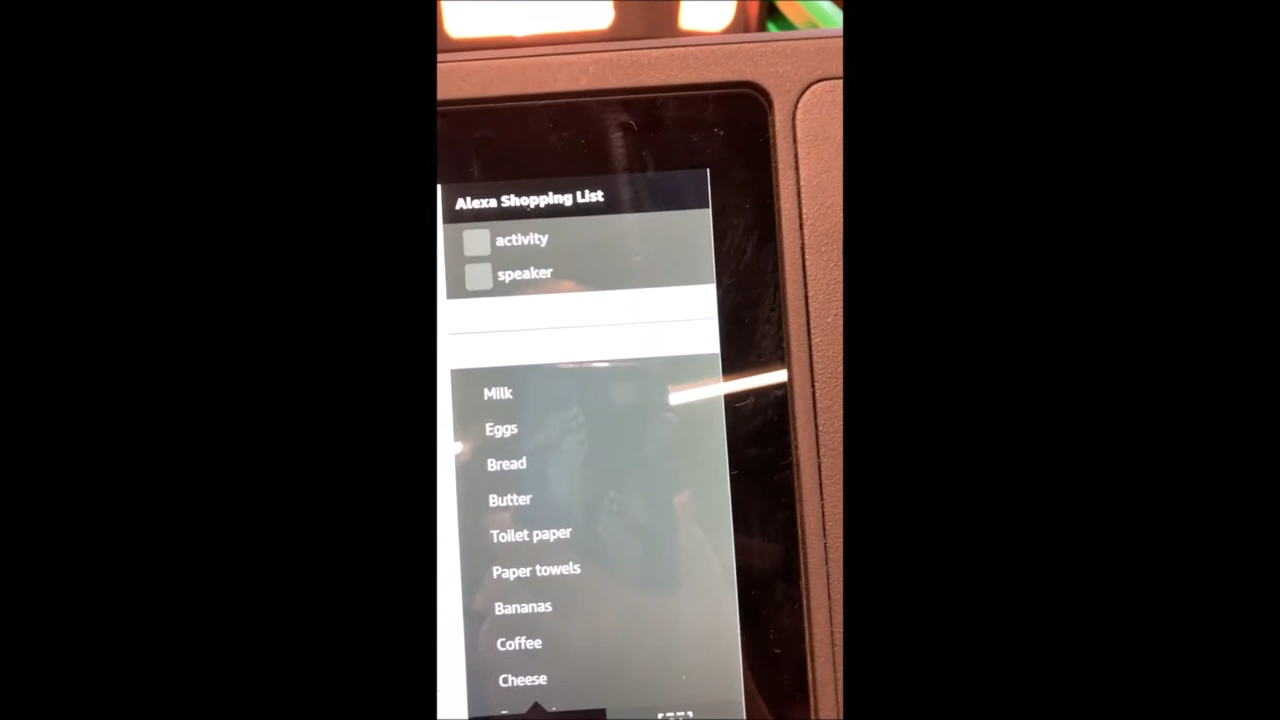 Alexa Shopping List
activity
speaker
Milk
Eggs
Bread
Butter
Toilet paper
Paper towels
Bananas
Coffee
Cheese